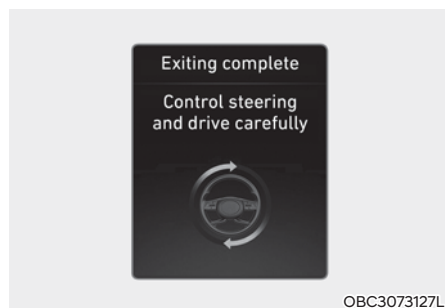 Exiting complete
Control steering
and drive carefully
OBC3073127L